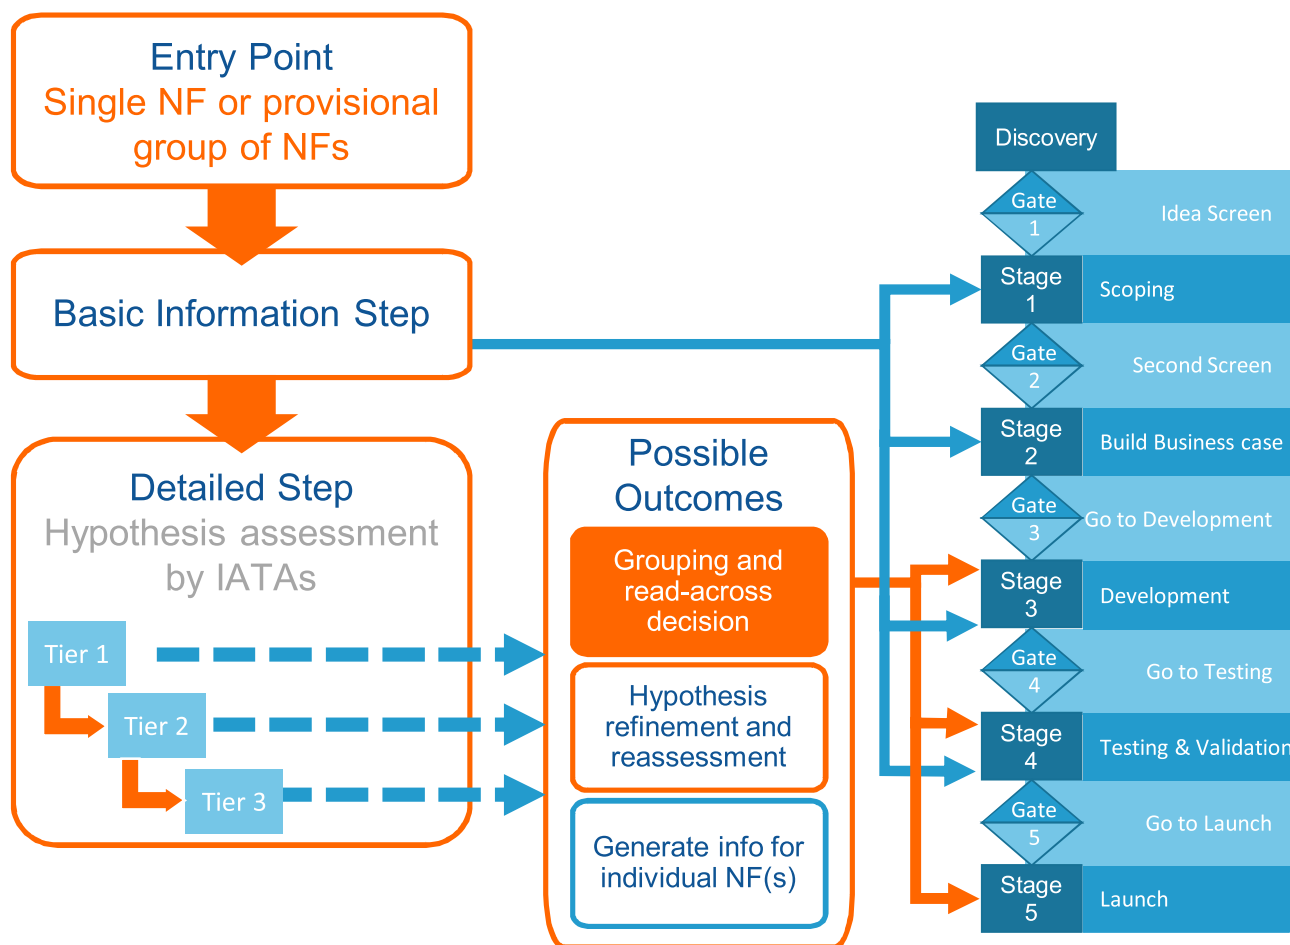 Entry Point
Single NF or provisional
group of NFs
Basic Information Step
Detailed Step
Hypothesis assessment
by IATAs
Tier 1
Tier 2
Tier 3
Possible
Outcomes
Grouping and
read-across
decision
Hypothesis
refinement and
reassessment
Generate info for
individual NF(s)
Discovery
Gate
1
Idea Screen
Stage
1
Scoping
Gate
2
Second Screen
Stage
2
Build Business case
Gate
3
Go to Development
Stage
3
Development
Gate
4
Go to Testing
Stage
4
Testing & Validation
Gate
5
Go to Launch
Stage
5
Launch